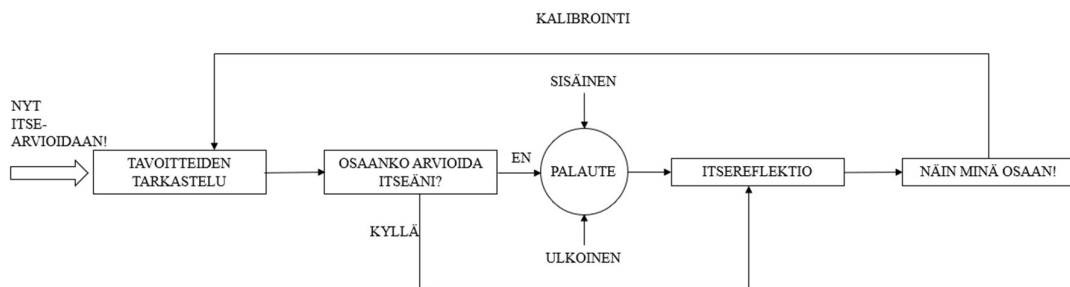 KALIBROINTI
SISÄINEN
NYT
ITSE-
ARVIOIDAAN!
TAVOITTEIDEN
TARKASTELU
OSAANKO ARVIOIDA
ITSEÄNI?
EN
PALAUTE
ITSEREFLEKTIO
NÄIN MINÄ OSAAN!
KYLLÄ
ULKOINEN